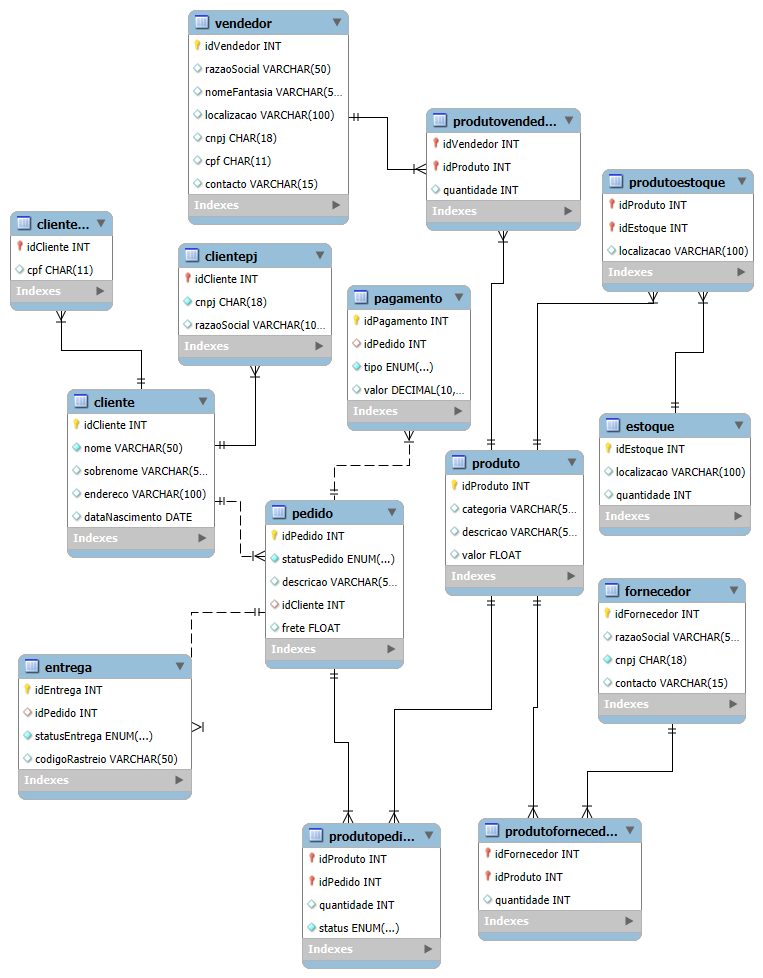 vendedor
idVendedor INT
razaoSocial VARCHAR(50)
nomeFantasia VARCHAR(5...
localizacao VARCHAR(100)
cnpj CHAR(18)
cpf CHAR(11)
contacto VARCHAR(15)
Indexes
produtovended...
idVendedor INT
idProduto INT
quantidade INT
Indexes
produtoestoque
idProduto INT
idEstoque INT
localizacao VARCHAR(100)
Indexes
cliente...
idCliente INT
cpf CHAR(11)
Indexes
clientepj
idCliente INT
cnpj CHAR(18)
razaoSocial VARCHAR(10...
Indexes
pagamento
idPagamento INT
idPedido INT
tipo ENUM(...)
valor DECIMAL(10,...
Indexes
cliente
idCliente INT
nome VARCHAR(50)
sobrenome VARCHAR(5...
endereco VARCHAR(100)
dataNascimento DATE
Indexes
estoque
idEstoque INT
localizacao VARCHAR(100)
quantidade INT
Indexes
produto
idProduto INT
categoria VARCHAR(5...
descricao VARCHAR(5...
valor FLOAT
Indexes
pedido
idPedido INT
statusPedido ENUM(...)
descricao VARCHAR(5...
idCliente INT
frete FLOAT
Indexes
fornecedor
idFornecedor INT
razaoSocial VARCHAR(5...
cnpj CHAR(18)
contacto VARCHAR(15)
Indexes
entrega
idEntrega INT
idPedido INT
statusEntrega ENUM(...)
codigoRastreio VARCHAR(50)
Indexes
produtopedi...
idProduto INT
idPedido INT
quantidade INT
status ENUM(...)
Indexes
produtoforneced...
idFornecedor INT
idProduto INT
quantidade INT
Indexes